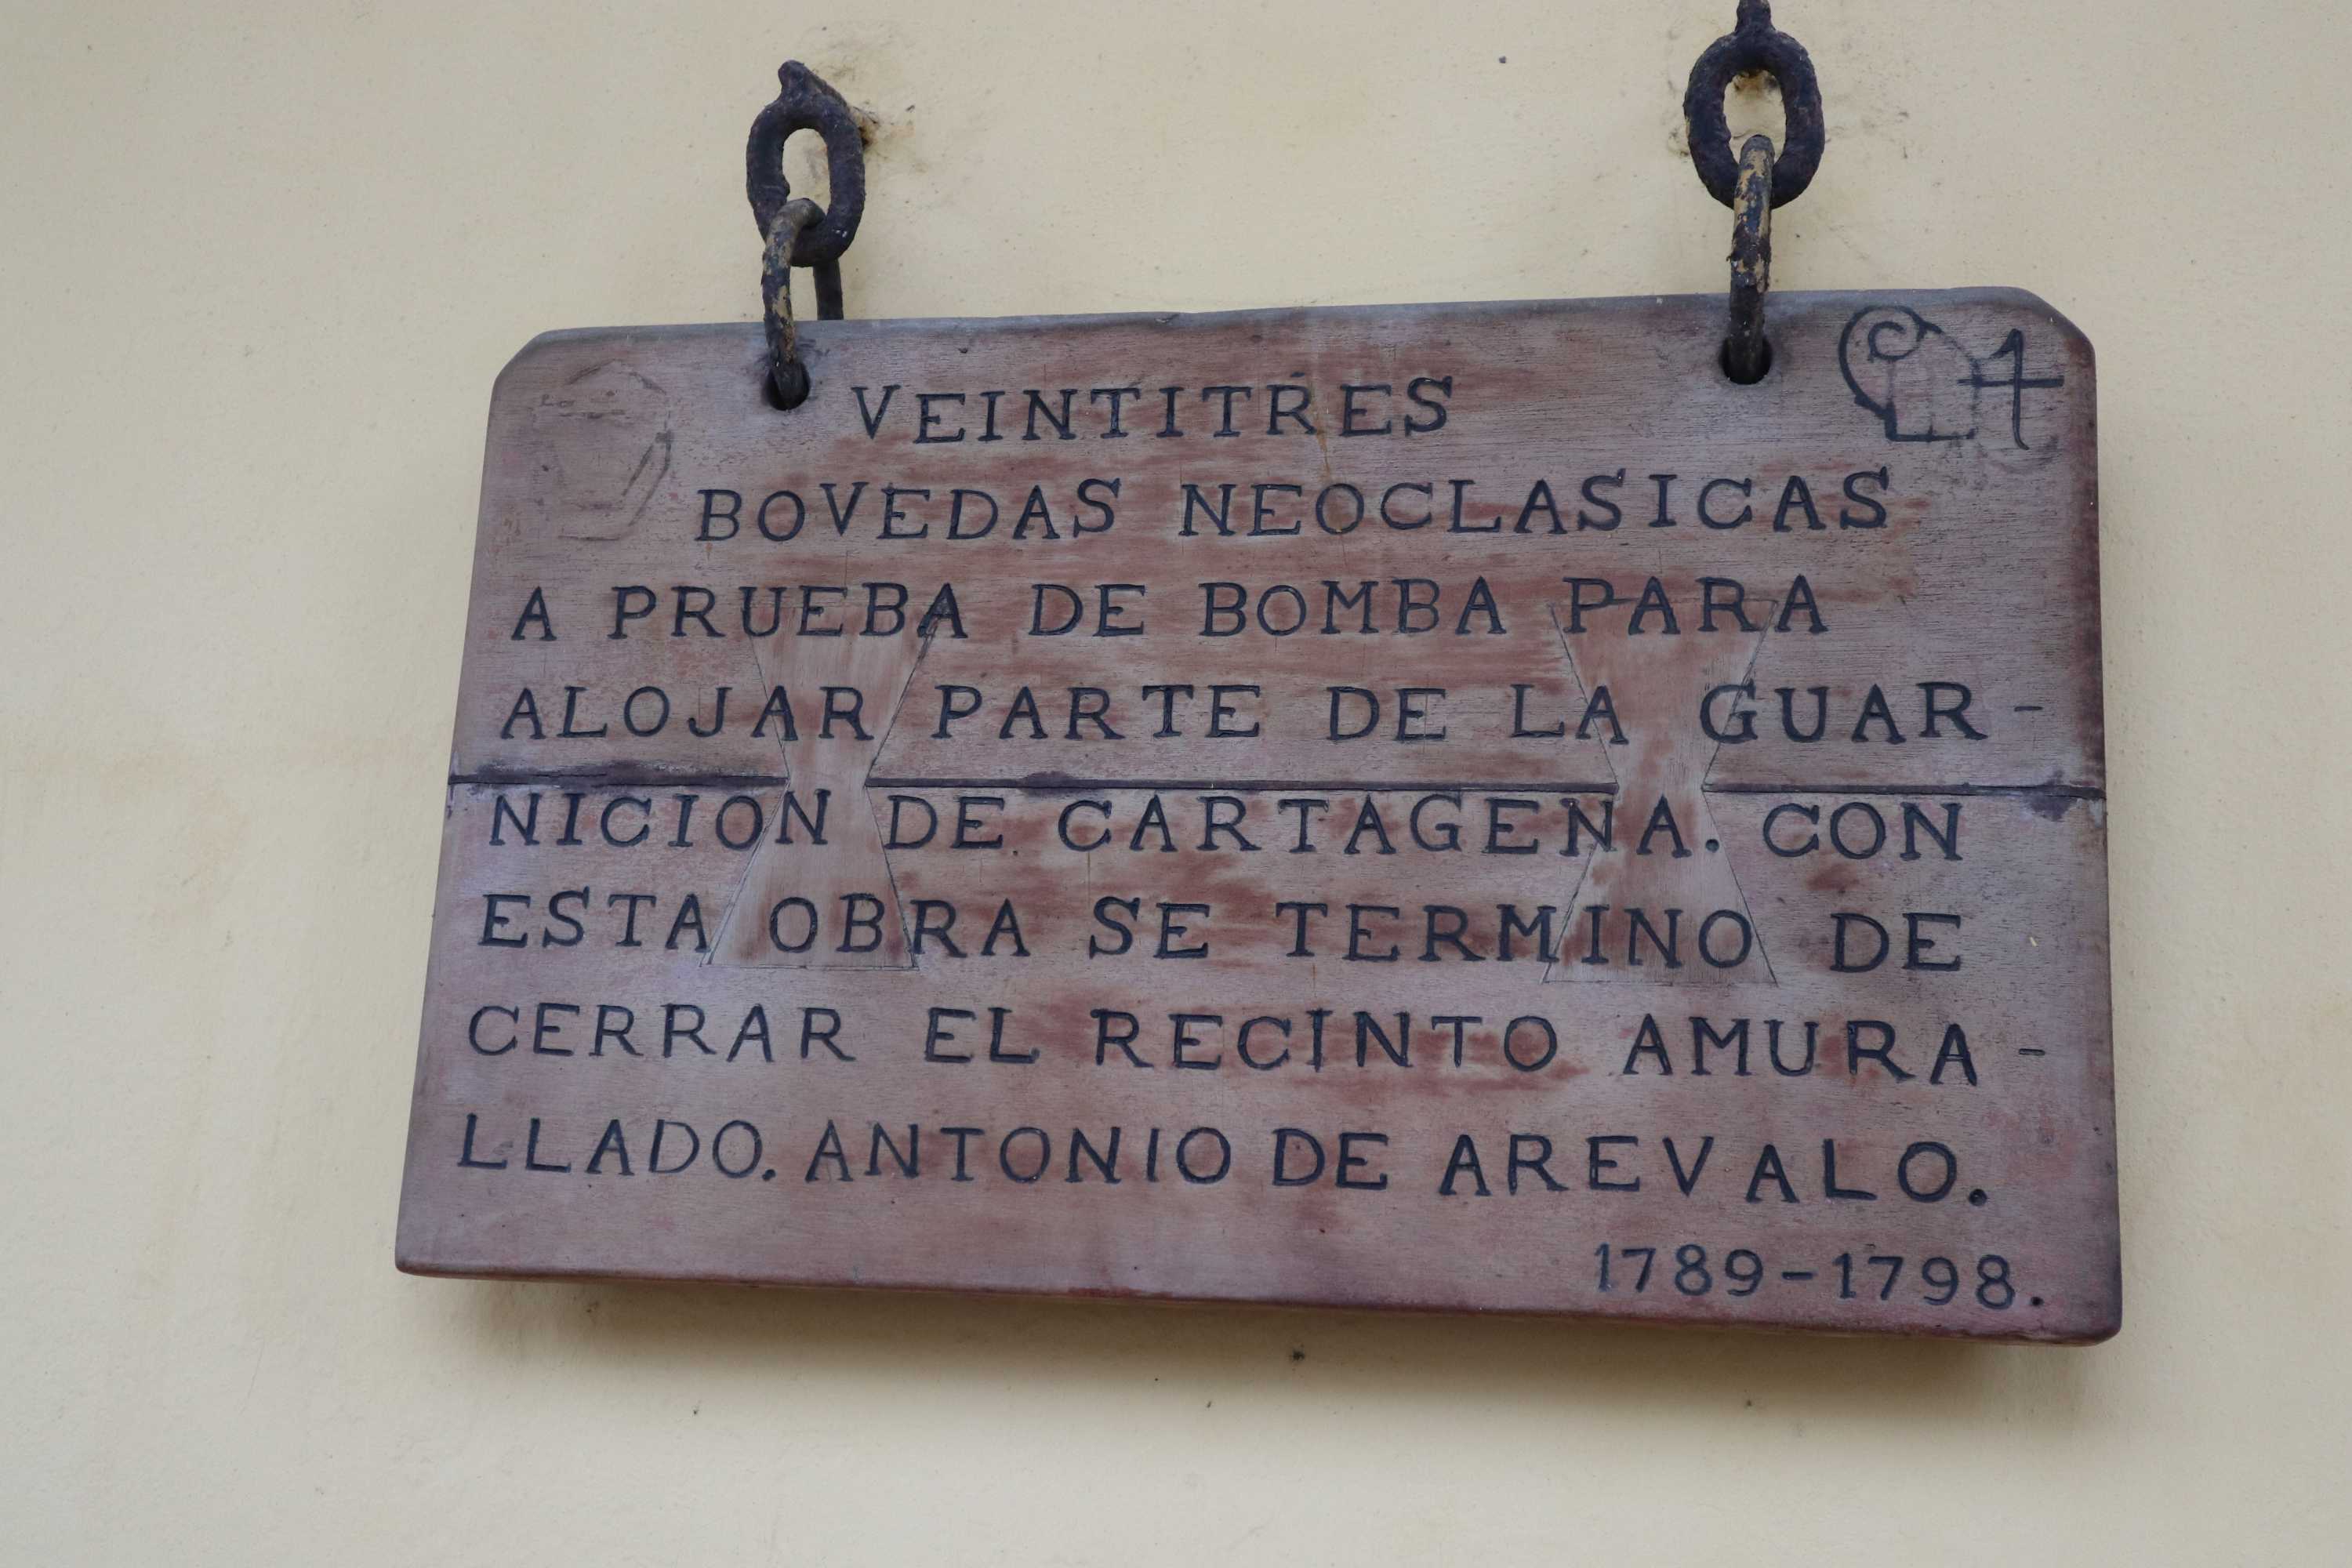 VEINTITRES
BOVEDAS NEOCLASICAS
A PRUEBA DE BOMBA PARA
ALOJAR PARTE DE LA GUAR-
NICION DE CARTAGENA. CON
ESTA OBRA SE TERMINO DE
CERRAR EL RECINTO AMURA-
LLADO. ANTONIO DE AREVALO.
1789-1798.